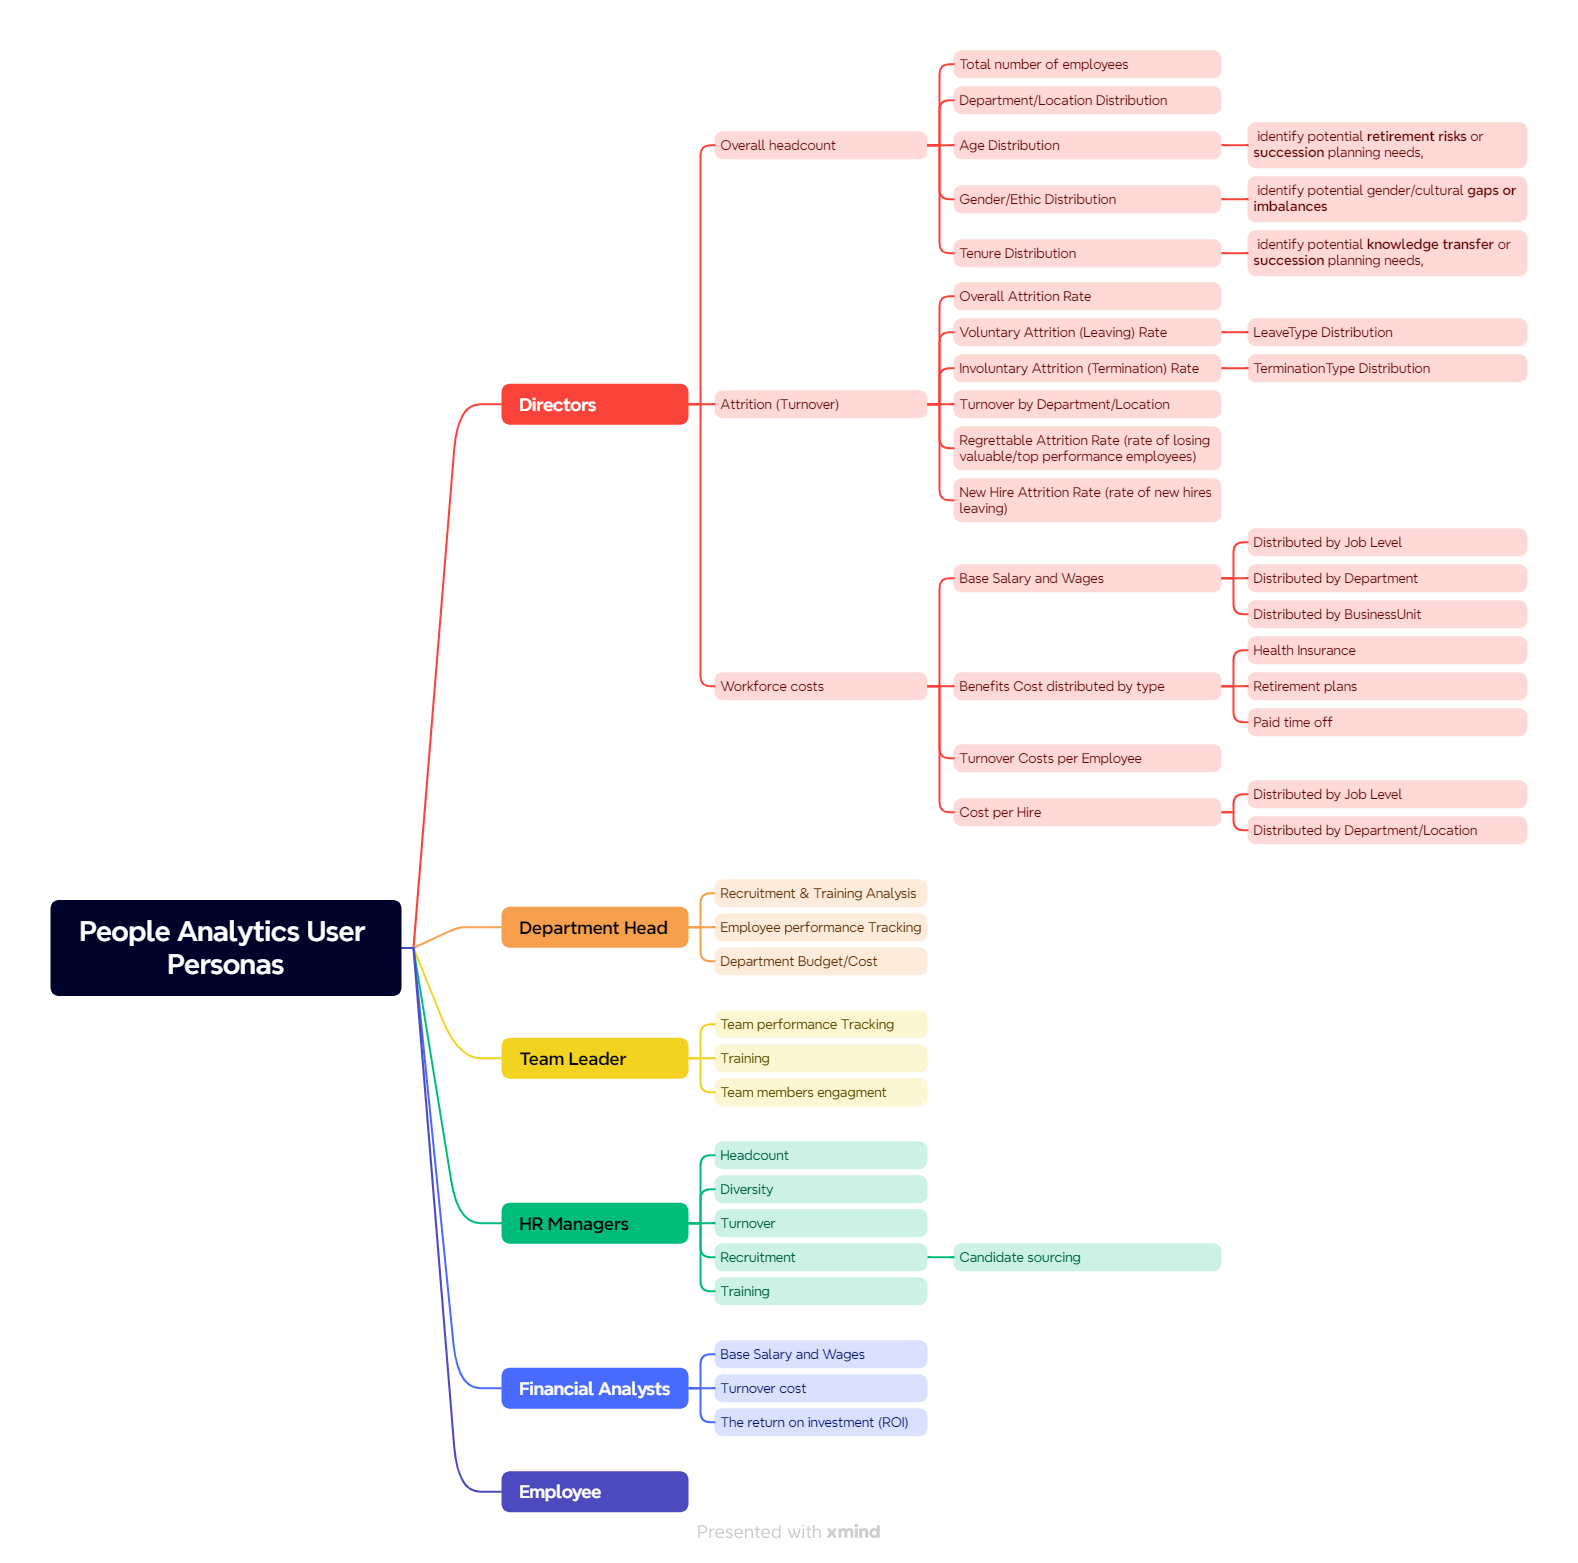 People Analytics User
Personas
Directors
Overall headcount
Total number of employees
Department/Location Distribution
Age Distribution
identify potential retirement risks or
succession planning needs,
Gender/Ethic Distribution
identify potential gender/cultural gaps or
imbalances
Tenure Distribution
identify potential knowledge transfer or
succession planning needs,
Attrition (Turnover)
Overall Attrition Rate
Voluntary Attrition (Leaving) Rate
LeaveType Distribution
Involuntary Attrition (Termination) Rate
TerminationType Distribution
Turnover by Department/Location
Regrettable Attrition Rate (rate of losing
valuable/top performance employees)
New Hire Attrition Rate (rate of new hires
leaving)
Workforce costs
Base Salary and Wages
Distributed by Job Level
Distributed by Department
Distributed by BusinessUnit
Benefits Cost distributed by type
Health Insurance
Retirement plans
Paid time off
Turnover Costs per Employee
Cost per Hire
Distributed by Job Level
Distributed by Department/Location
Department Head
Recruitment & Training Analysis
Employee performance Tracking
Department Budget/Cost
Team Leader
Team performance Tracking
Training
Team members engagment
HR Managers
Headcount
Diversity
Turnover
Recruitment
Candidate sourcing
Training
Financial Analysts
Base Salary and Wages
Turnover cost
The return on investment (ROI)
Employee
Presented with xmind